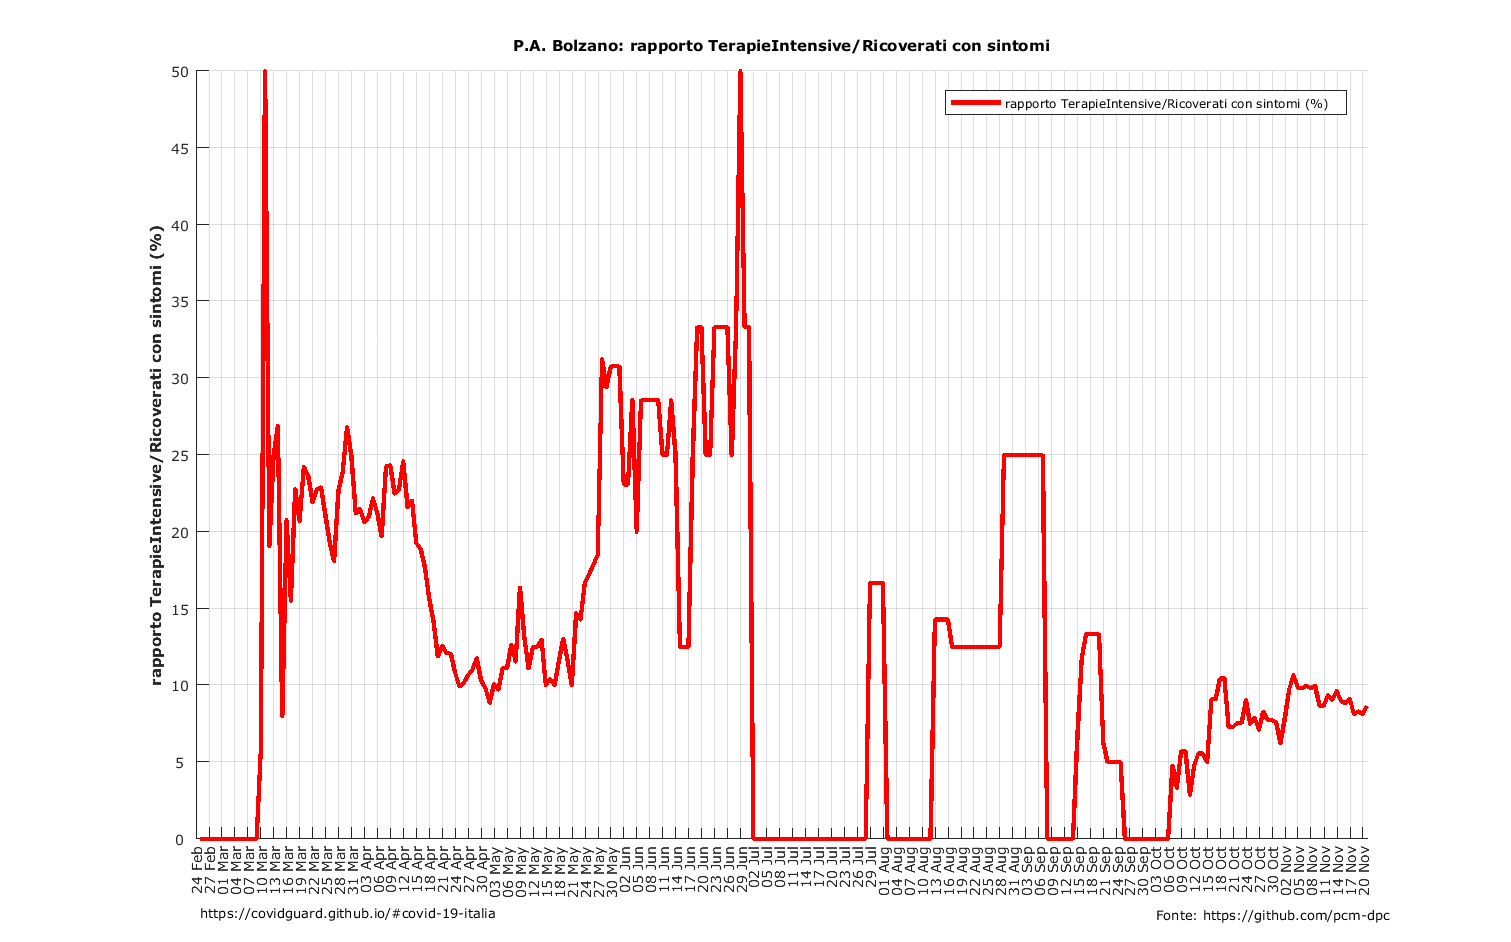 P.A. Bolzano: rapporto TerapieIntensive/Ricoverati con sintomi
rapporto TerapieIntensive/Ricoverati con sintomi (%)
rapporto TerapieIntensive/Ricoverati con sintomi (%)
50
45
40
35
30
25
20
15
10
5
0
24 Feb
27 Feb
01 Mar
04 Mar
07 Mar
10 Mar
13 Mar
16 Mar
19 Mar
22 Mar
25 Mar
28 Mar
31 Mar
03 Apr
06 Apr
09 Apr
12 Apr
15 Apr
18 Apr
21 Apr
24 Apr
27 Apr
30 Apr
03 May
06 May
09 May
12 May
15 May
18 May
21 May
24 May
27 May
30 May
02 Jun
05 Jun
08 Jun
11 Jun
14 Jun
17 Jun
20 Jun
23 Jun
26 Jun
29 Jun
02 Jul
05 Jul
08 Jul
11 Jul
14 Jul
17 Jul
20 Jul
23 Jul
26 Jul
29 Jul
01 Aug
04 Aug
07 Aug
10 Aug
13 Aug
16 Aug
19 Aug
22 Aug
25 Aug
28 Aug
31 Aug
03 Sep
06 Sep
09 Sep
12 Sep
15 Sep
18 Sep
21 Sep
24 Sep
27 Sep
30 Sep
03 Oct
06 Oct
09 Oct
12 Oct
15 Oct
18 Oct
21 Oct
24 Oct
27 Oct
30 Oct
02 Nov
05 Nov
08 Nov
11 Nov
14 Nov
17 Nov
20 Nov
https://covidguard.github.io/#covid-19-italia
Fonte: https://github.com/pcm-dpc